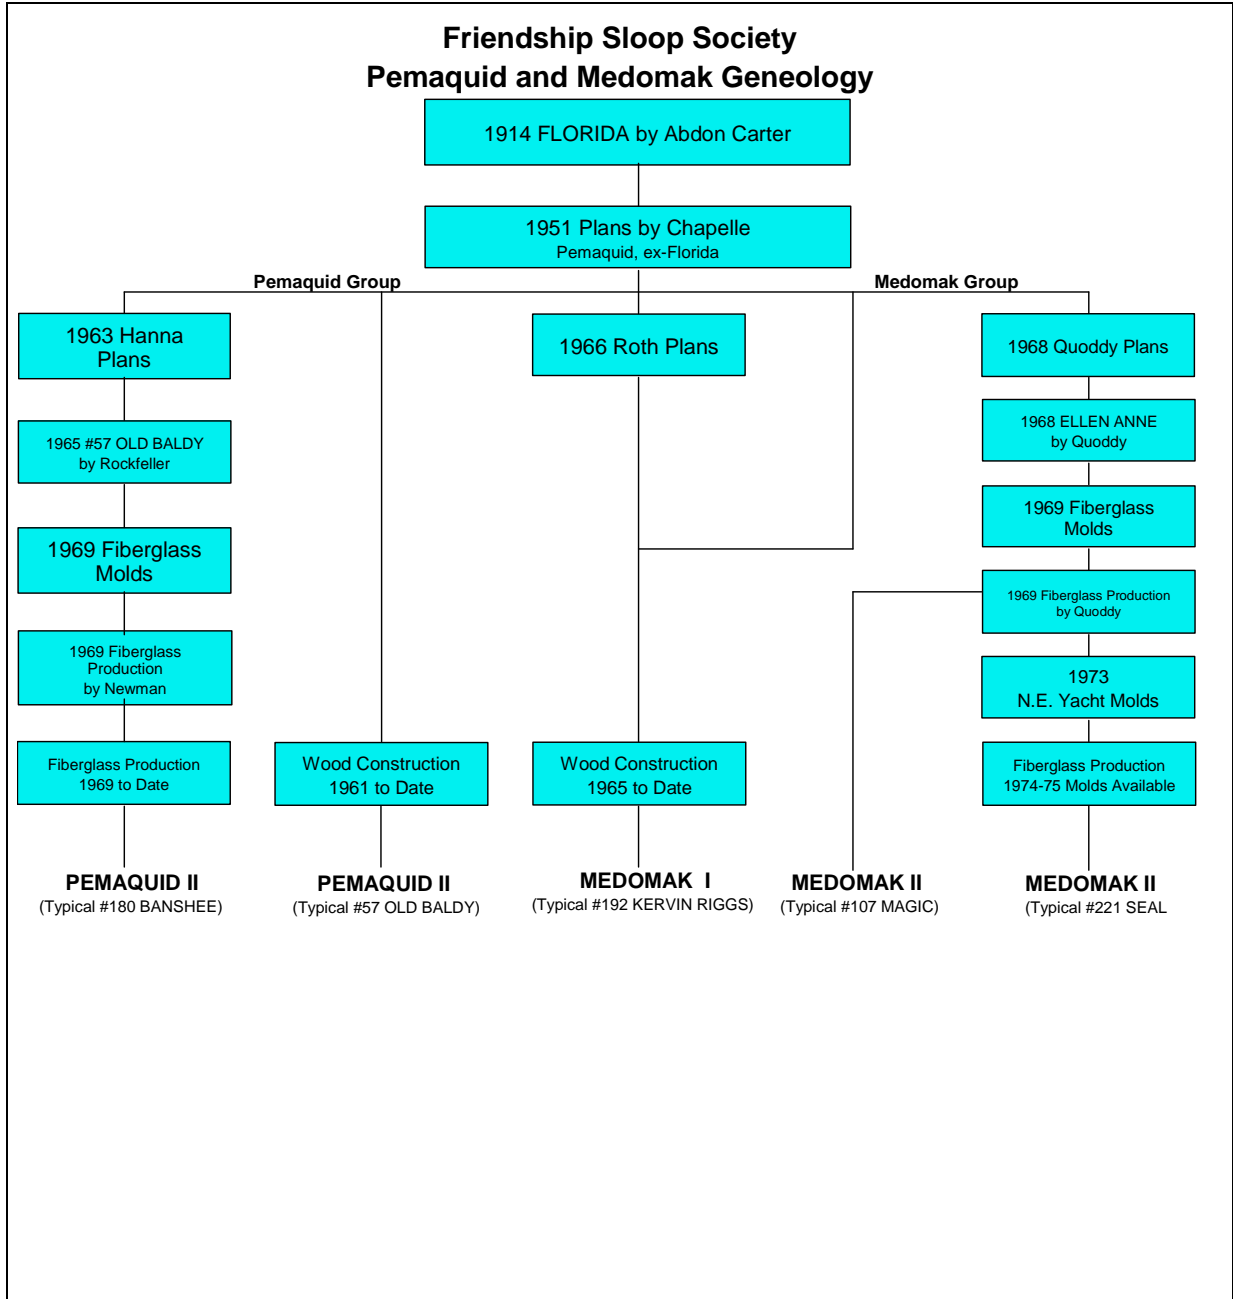 Friendship Sloop Society
Pemaquid and Medomak Geneology
1914 FLORIDA by Abdon Carter
1951 Plans by Chapelle
Pemaquid, ex-Florida
Pemaquid Group
Medomak Group
1963 Hanna
Plans
1965 #57 OLD BALDY
by Rockfeller
1969 Fiberglass
Molds
1969 Fiberglass
Production
by Newman
Fiberglass Production
1969 to Date
PEMAQUID II
(Typical #180 BANSHEE)
Wood Construction
1961 to Date
PEMAQUID II
(Typical #57 OLD BALDY)
1966 Roth Plans
Wood Construction
1965 to Date
MEDOMAK  I
(Typical #192 KERVIN RIGGS)
MEDOMAK II
(Typical #107 MAGIC)
1968 Quoddy Plans
1968 ELLEN ANNE
by Quoddy
1969 Fiberglass
Molds
1969 Fiberglass Production
by Quoddy
1973
N.E. Yacht Molds
Fiberglass Production
1974-75 Molds Available
MEDOMAK II
(Typical #221 SEAL